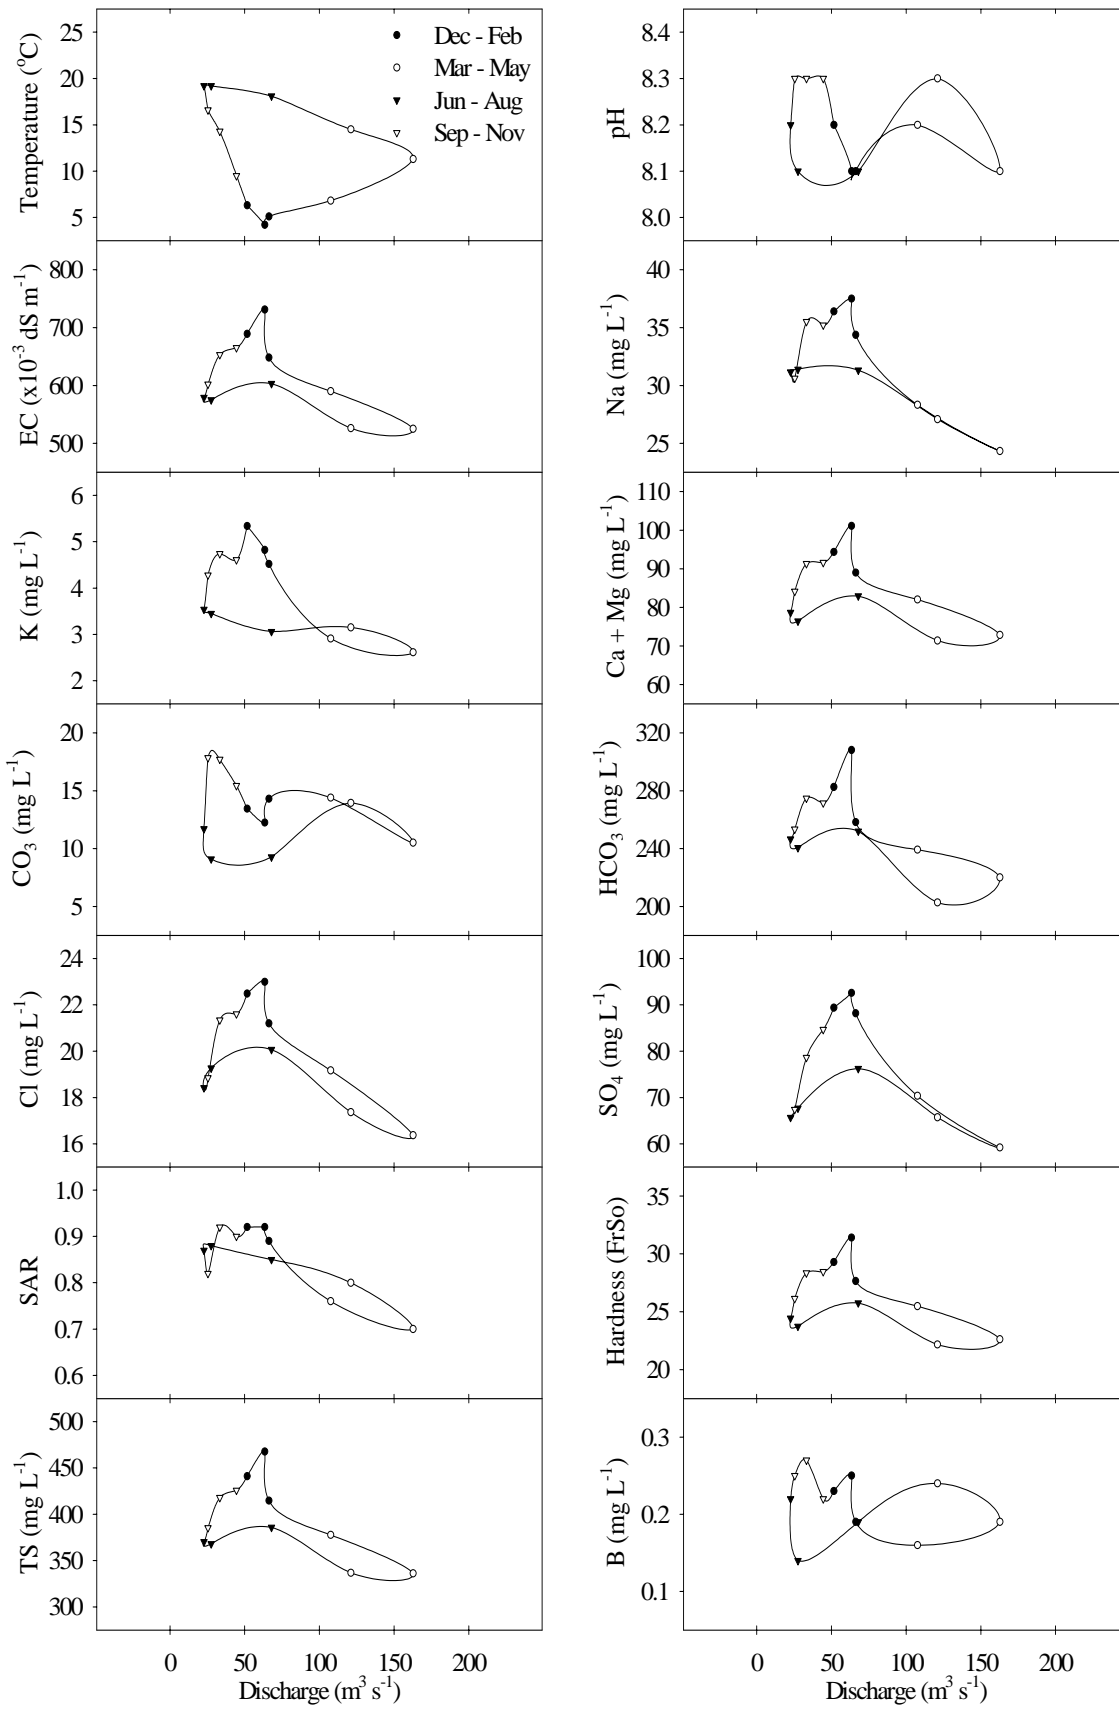 25
20
15
10
5
Temperature (°C)
Dec - Feb
Mar - May
Jun - Aug
Sep - Nov
8.4
8.3
8.2
8.1
8.0
pH
800
700
600
500
EC (x10⁻³ dS m⁻¹)
40
35
30
25
Na (mg L⁻¹)
6
5
4
3
2
K (mg L⁻¹)
110
100
90
80
70
60
Ca + Mg (mg L⁻¹)
20
15
10
5
CO₃ (mg L⁻¹)
320
280
240
200
HCO₃ (mg L⁻¹)
24
22
20
18
16
Cl (mg L⁻¹)
100
90
80
70
60
SO₄ (mg L⁻¹)
1.0
0.9
0.8
0.7
0.6
SAR
35
30
25
20
Hardness (FrSo)
500
450
400
350
300
TS (mg L⁻¹)
0.3
0.2
0.1
B (mg L⁻¹)
0 50 100 150 200
Discharge (m³ s⁻¹)
0 50 100 150 200
Discharge (m³ s⁻¹)